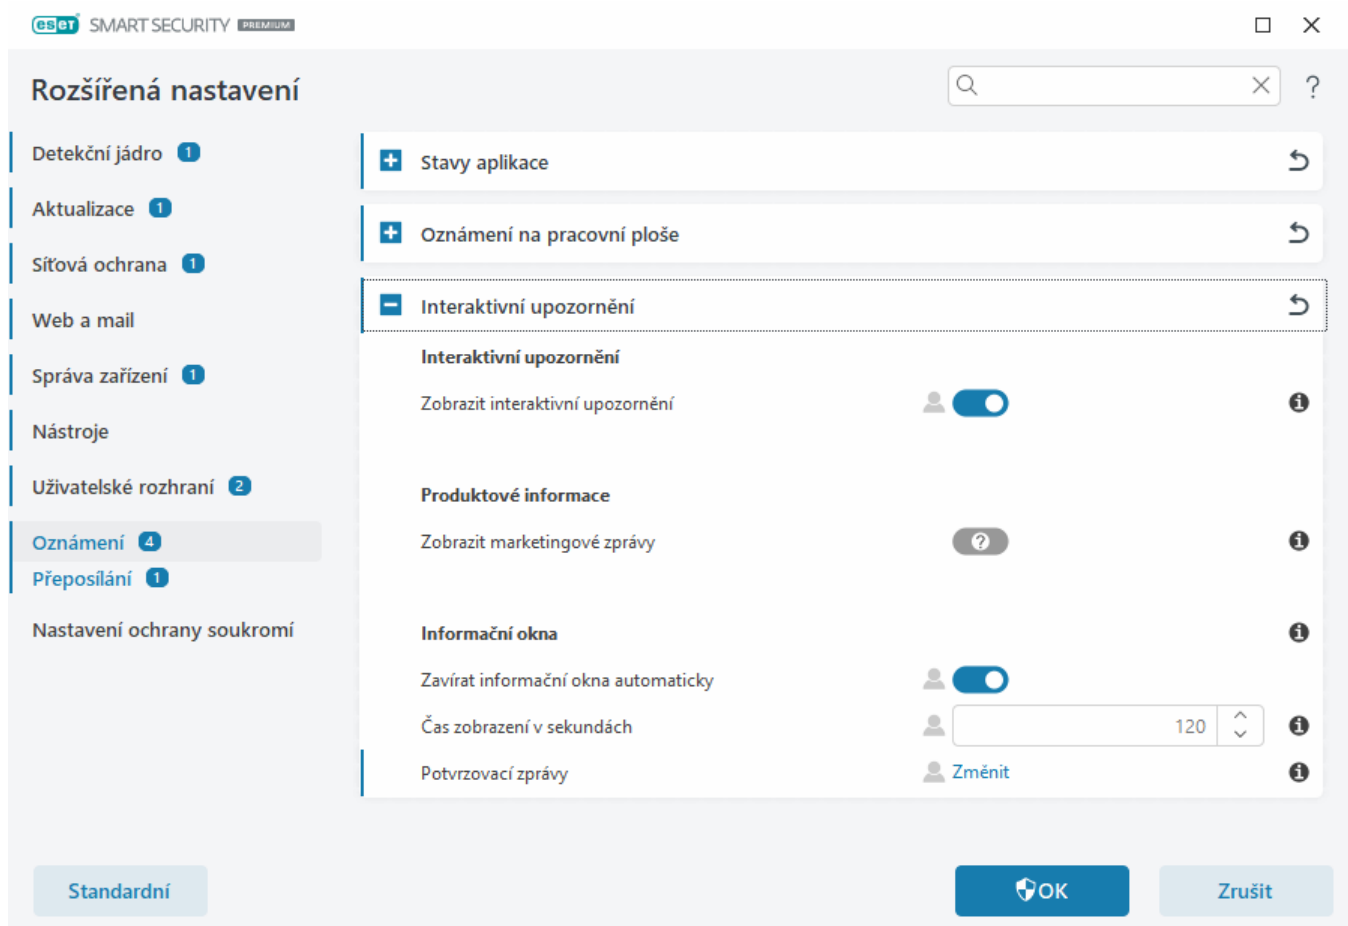 eset SMART SECURITY PREMIUM
Rozšířená nastavení
?
Detekční jádro 1
Aktualizace 1
Síťová ochrana 1
Web a mail
Správa zařízení 1
Nástroje
Uživatelské rozhraní 2
Oznámení 4
Přeposílání 1
Nastavení ochrany soukromí
Stavy aplikace
Oznámení na pracovní ploše
Interaktivní upozornění
Interaktivní upozornění
Zobrazit interaktivní upozornění
Produktové informace
Zobrazit marketingové zprávy ?
Informační okna
Zavírat informační okna automaticky
Čas zobrazení v sekundách 120
Potvrzovací zprávy Změnit
Standardní
OK
Zrušit